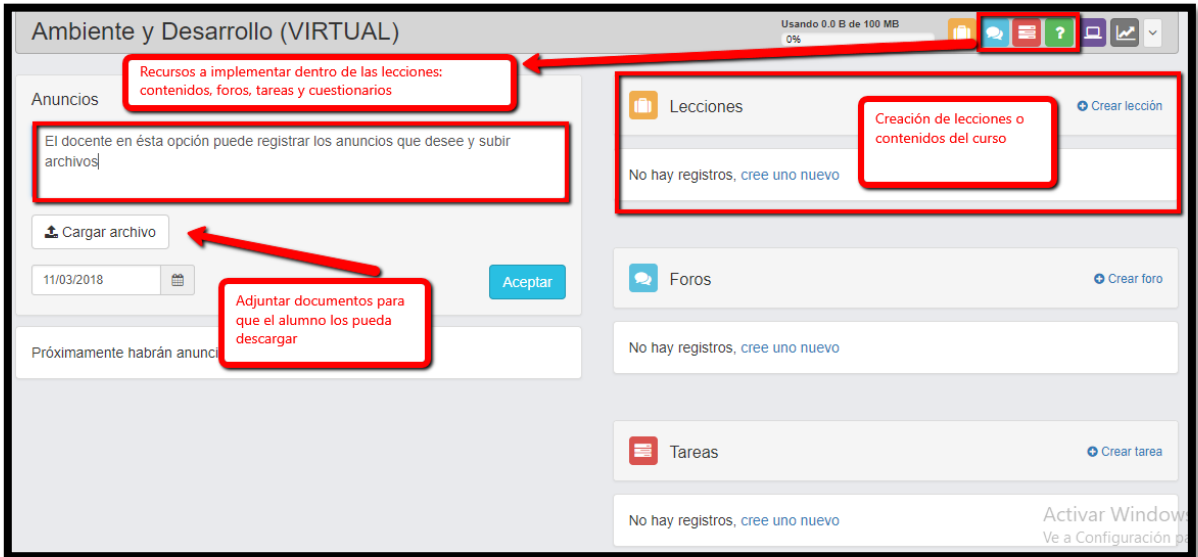 Ambiente y Desarrollo (VIRTUAL)
Usando 0.0 B de 100 MB
0%
?
Recursos a implementar dentro de las lecciones:
contenidos, foros, tareas y cuestionarios
Anuncios
El docente en ésta opción puede registrar los anuncios que desee y subir
archivos
Cargar archivo
11/03/2018
Aceptar
Adjuntar documentos para
que el alumno los pueda
descargar
Próximamente habrán anunci
Lecciones
Crear lección
Creación de lecciones o
contenidos del curso
No hay registros, cree uno nuevo
Foros
Crear foro
No hay registros, cree uno nuevo
Tareas
Crear tarea
No hay registros, cree uno nuevo
Activar Windows
Ve a Configuración pa